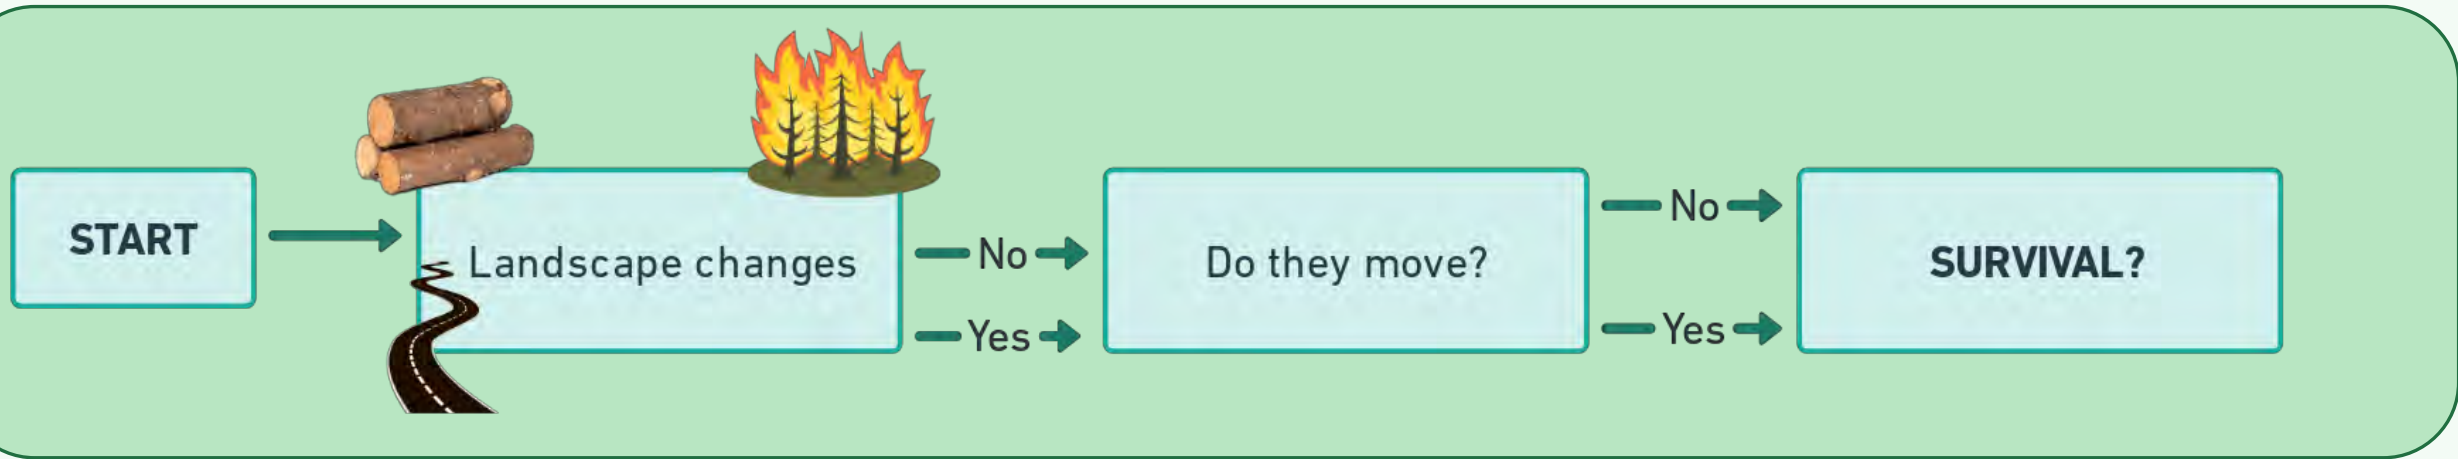 START
Landscape changes
No
Yes
Do they move?
No
Yes
SURVIVAL?